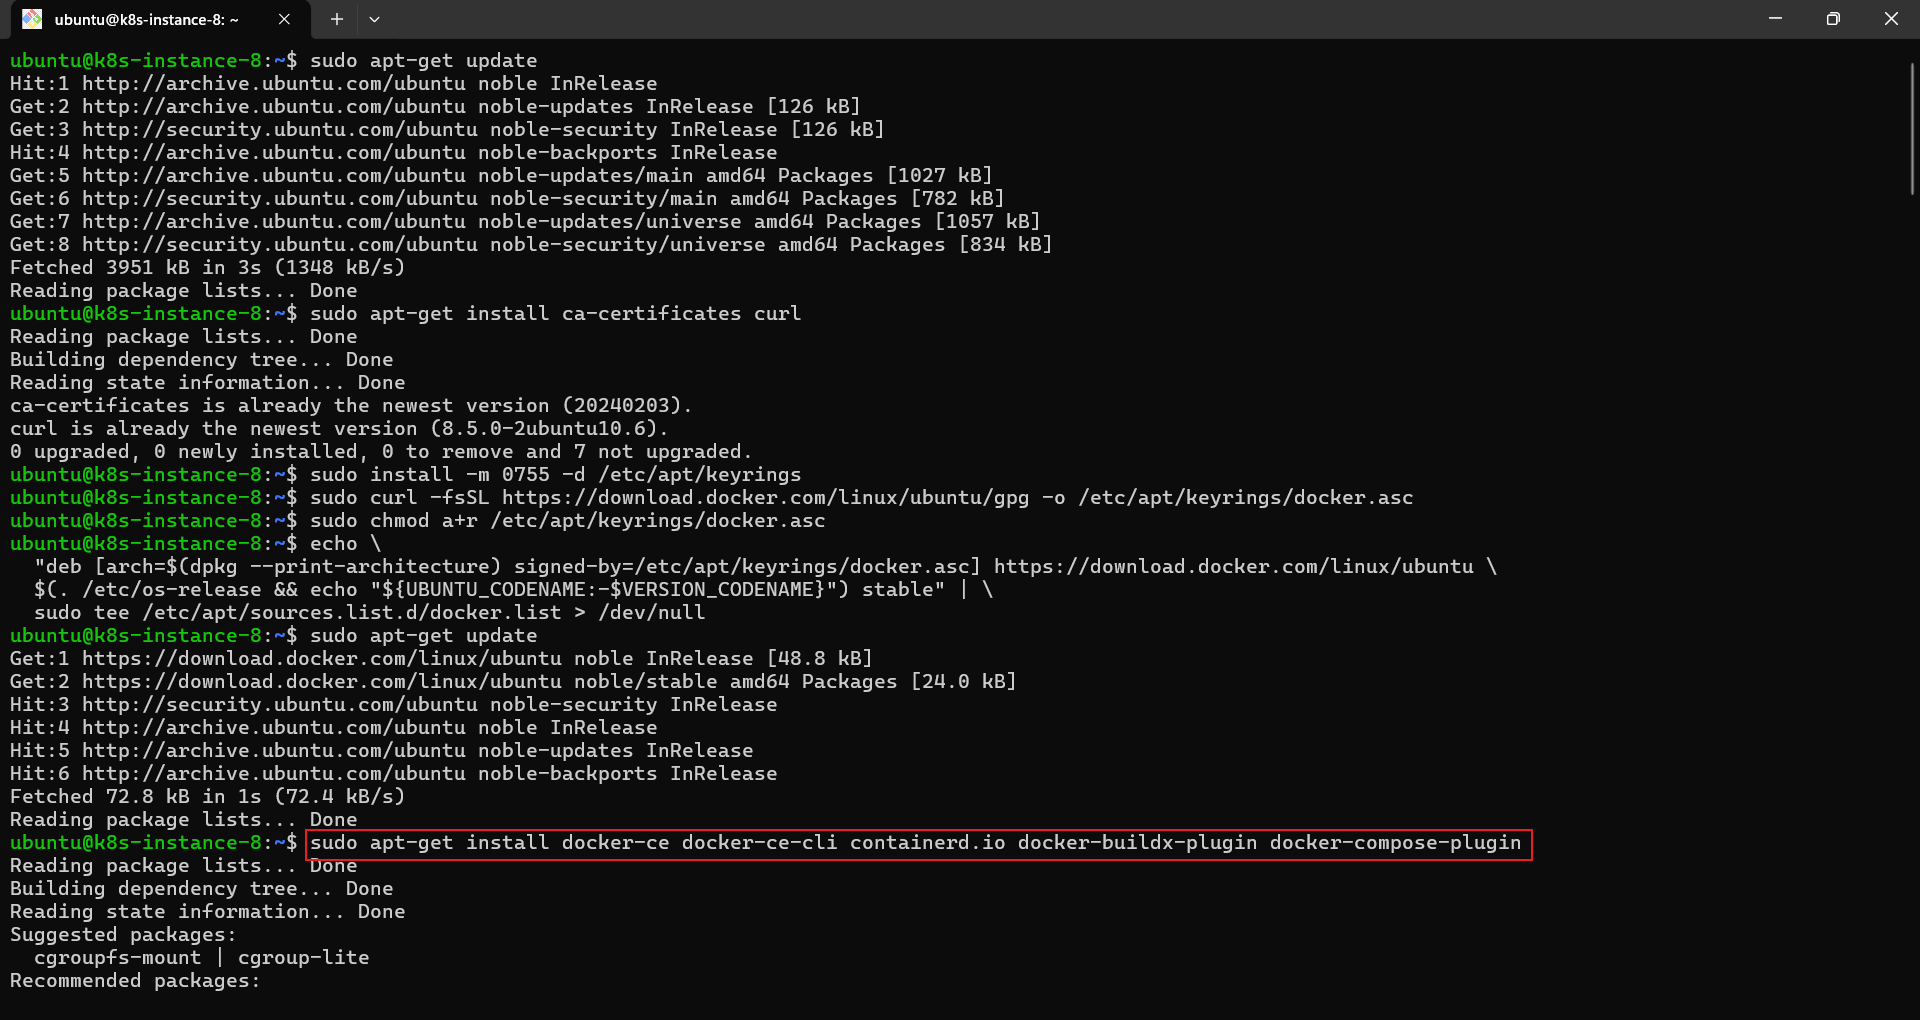 ubuntu@k8s-instance-8: ~
ubuntu@k8s-instance-8:~$ sudo apt-get update
Hit:1 http://archive.ubuntu.com/ubuntu noble InRelease
Get:2 http://archive.ubuntu.com/ubuntu noble-updates InRelease [126 kB]
Get:3 http://security.ubuntu.com/ubuntu noble-security InRelease [126 kB]
Hit:4 http://archive.ubuntu.com/ubuntu noble-backports InRelease
Get:5 http://archive.ubuntu.com/ubuntu noble-updates/main amd64 Packages [1027 kB]
Get:6 http://security.ubuntu.com/ubuntu noble-security/main amd64 Packages [782 kB]
Get:7 http://archive.ubuntu.com/ubuntu noble-updates/universe amd64 Packages [1057 kB]
Get:8 http://security.ubuntu.com/ubuntu noble-security/universe amd64 Packages [834 kB]
Fetched 3951 kB in 3s (1348 kB/s)
Reading package lists... Done
ubuntu@k8s-instance-8:~$ sudo apt-get install ca-certificates curl
Reading package lists... Done
Building dependency tree... Done
Reading state information... Done
ca-certificates is already the newest version (20240203).
curl is already the newest version (8.5.0-2ubuntu10.6).
0 upgraded, 0 newly installed, 0 to remove and 7 not upgraded.
ubuntu@k8s-instance-8:~$ sudo install -m 0755 -d /etc/apt/keyrings
ubuntu@k8s-instance-8:~$ sudo curl -fsSL https://download.docker.com/linux/ubuntu/gpg -o /etc/apt/keyrings/docker.asc
ubuntu@k8s-instance-8:~$ sudo chmod a+r /etc/apt/keyrings/docker.asc
ubuntu@k8s-instance-8:~$ echo \
  "deb [arch=$(dpkg --print-architecture) signed-by=/etc/apt/keyrings/docker.asc] https://download.docker.com/linux/ubuntu \
  $(. /etc/os-release && echo "${UBUNTU_CODENAME:-$VERSION_CODENAME}") stable" | \
  sudo tee /etc/apt/sources.list.d/docker.list > /dev/null
ubuntu@k8s-instance-8:~$ sudo apt-get update
Get:1 https://download.docker.com/linux/ubuntu noble InRelease [48.8 kB]
Get:2 https://download.docker.com/linux/ubuntu noble/stable amd64 Packages [24.0 kB]
Hit:3 http://security.ubuntu.com/ubuntu noble-security InRelease
Hit:4 http://archive.ubuntu.com/ubuntu noble InRelease
Hit:5 http://archive.ubuntu.com/ubuntu noble-updates InRelease
Hit:6 http://archive.ubuntu.com/ubuntu noble-backports InRelease
Fetched 72.8 kB in 1s (72.4 kB/s)
Reading package lists... Done
ubuntu@k8s-instance-8:~$ sudo apt-get install docker-ce docker-ce-cli containerd.io docker-buildx-plugin docker-compose-plugin
Reading package lists... Done
Building dependency tree... Done
Reading state information... Done
Suggested packages:
  cgroupfs-mount | cgroup-lite
Recommended packages: